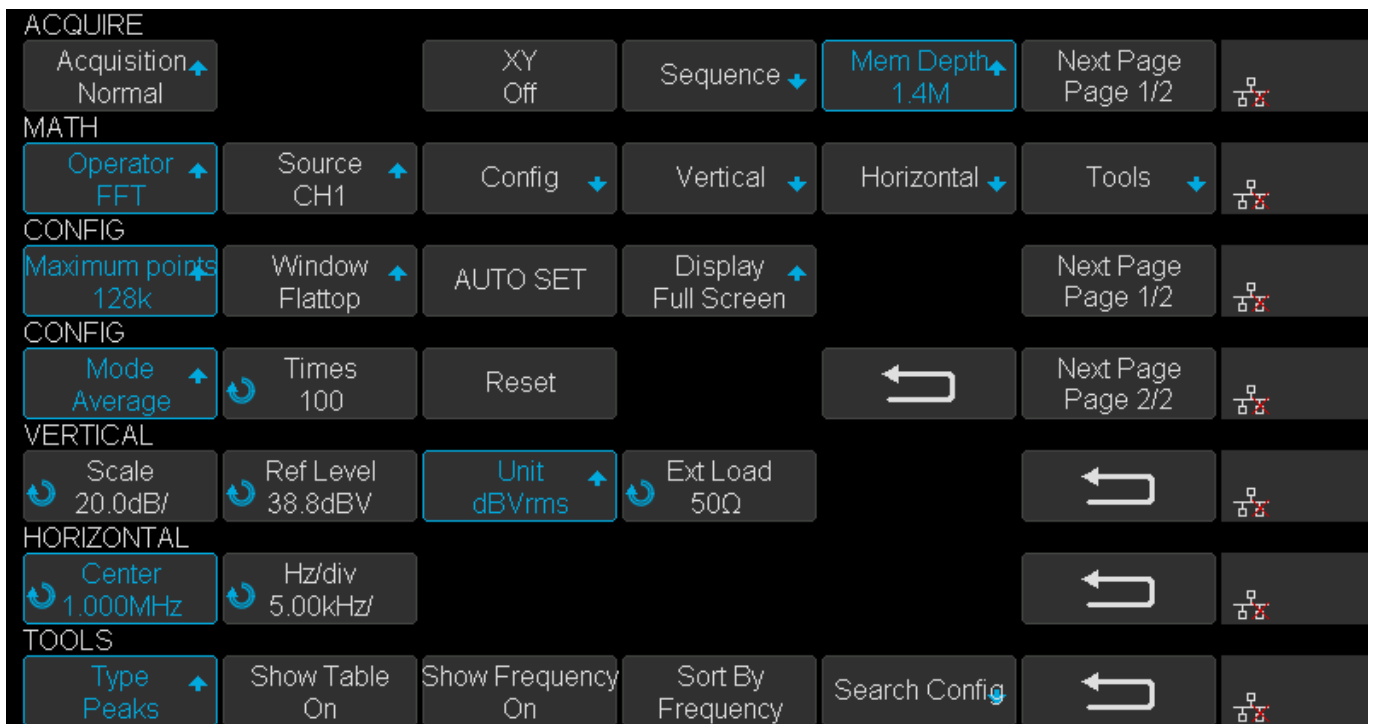 ACQUIRE
Acquisition
Normal
XY
Off
Sequence
Mem Depth
1.4M
Next Page
Page 1/2
MATH
Operator
FFT
Source
CH1
Config
Vertical
Horizontal
Tools
CONFIG
Maximum points
128k
Window
Flattop
AUTO SET
Display
Full Screen
Next Page
Page 1/2
CONFIG
Mode
Average
Times
100
Reset
Next Page
Page 2/2
VERTICAL
Scale
20.0dB/
Ref Level
38.8dBV
Unit
dBVrms
Ext Load
50Ω
HORIZONTAL
Center
1.000MHz
Hz/div
5.00kHz/
TOOLS
Type
Peaks
Show Table
On
Show Frequency
On
Sort By
Frequency
Search Config